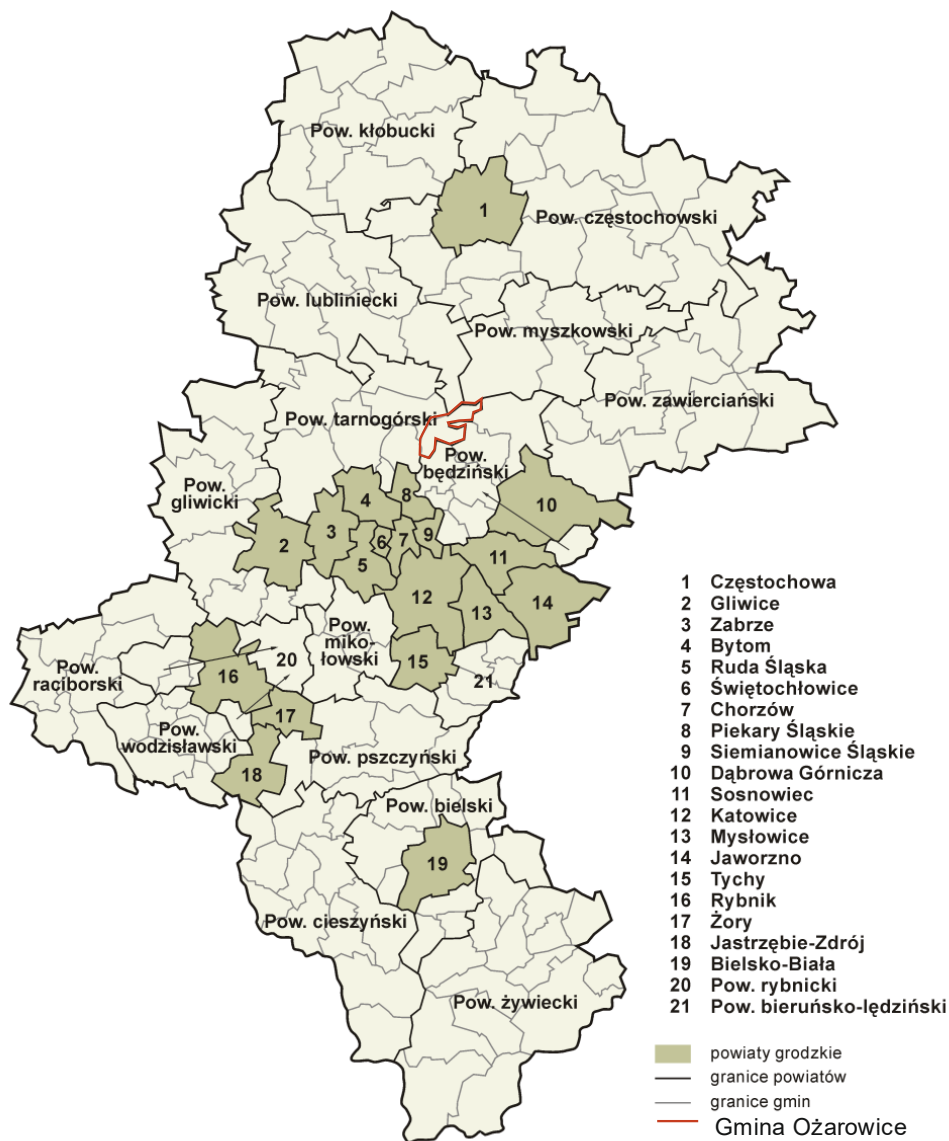 Pow. kłobucki
1
Pow. częstochowski
Pow. lubliniecki
Pow. myszkowski
Pow. zawierciański
Pow. tarnogórski
Pow.
będziński
Pow.
gliwicki
4
8
10
2
3
6
7
9
5
11
12
13
14
Pow.
miko-
łowski
15
20
21
Pow.
raciborski
16
17
Pow.
wodzisławski
18
Pow. pszczyński
Pow. bielski
19
Pow. cieszyński
Pow. żywiecki
1 Częstochowa
2 Gliwice
3 Zabrze
4 Bytom
5 Ruda Śląska
6 Świętochłowice
7 Chorzów
8 Piekary Śląskie
9 Siemianowice Śląskie
10 Dąbrowa Górnicza
11 Sosnowiec
12 Katowice
13 Mysłowice
14 Jaworzno
15 Tychy
16 Rybnik
17 Żory
18 Jastrzębie-Zdrój
19 Bielsko-Biała
20 Pow. rybnicki
21 Pow. bieruńsko-lędziński
powiaty grodzkie
granice powiatów
granice gmin
Gmina Ożarowice